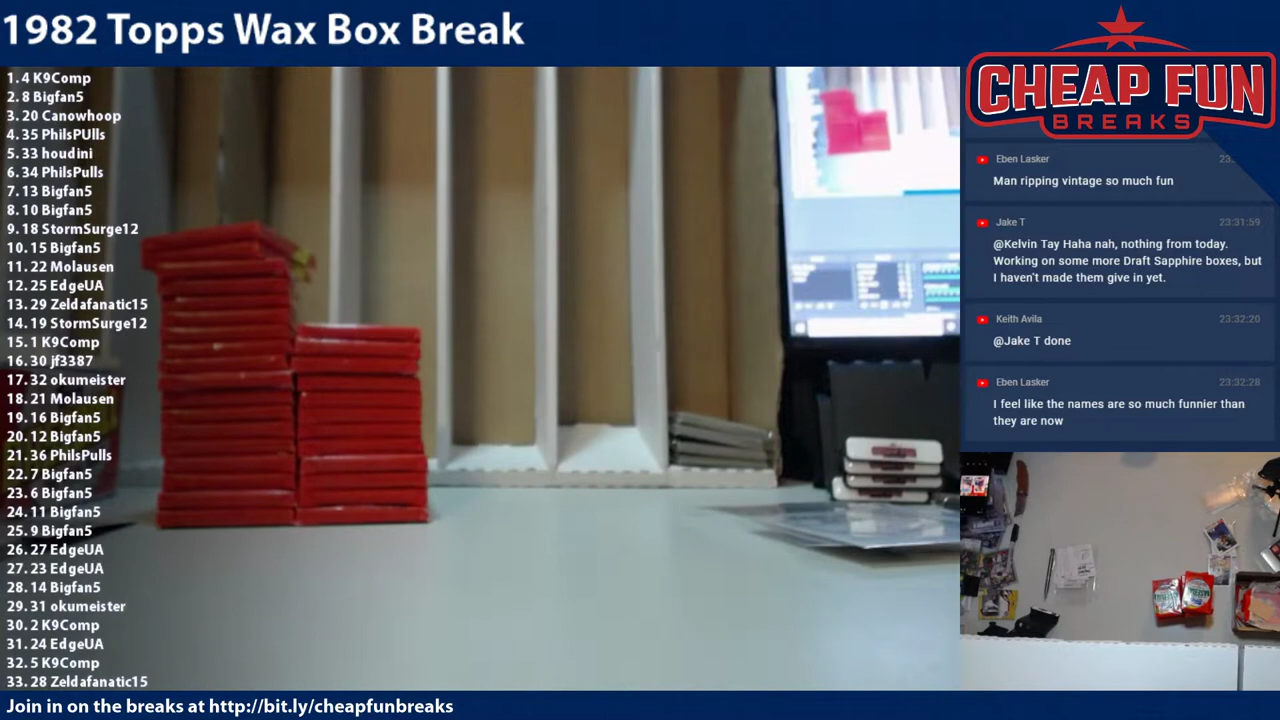 1982 Topps Wax Box Break
1. 4 K9Comp
2. 8 Bigfan5
3. 20 Canowhoop
4. 35 PhilsPUlls
5. 33 houdini
6. 34 PhilsPulls
7. 13 Bigfan5
8. 10 Bigfan5
9. 18 StormSurge12
10. 15 Bigfan5
11. 22 Molausen
12. 25 EdgeUA
13. 29 Zeldafanatic15
14. 19 StormSurge12
15. 1 K9Comp
16. 30 jf3387
17. 32 okumeister
18. 21 Molausen
19. 16 Bigfan5
20. 12 Bigfan5
21. 36 PhilsPulls
22. 7 Bigfan5
23. 6 Bigfan5
24. 11 Bigfan5
25. 9 Bigfan5
26. 27 EdgeUA
27. 23 EdgeUA
28. 14 Bigfan5
29. 31 okumeister
30. 2 K9Comp
31. 24 EdgeUA
32. 5 K9Comp
33. 28 Zeldafanatic15
CHEAP FUN
BREAKS
Eben Lasker
Man ripping vintage so much fun
Jake T 23:31:59
@Kelvin Tay Haha nah, nothing from today.
Working on some more Draft Sapphire boxes, but
I haven't made them give in yet.
Keith Avila 23:32:20
@Jake T done
Eben Lasker 23:32:28
I feel like the names are so much funnier than
they are now
Join in on the breaks at http://bit.ly/cheapfunbreaks